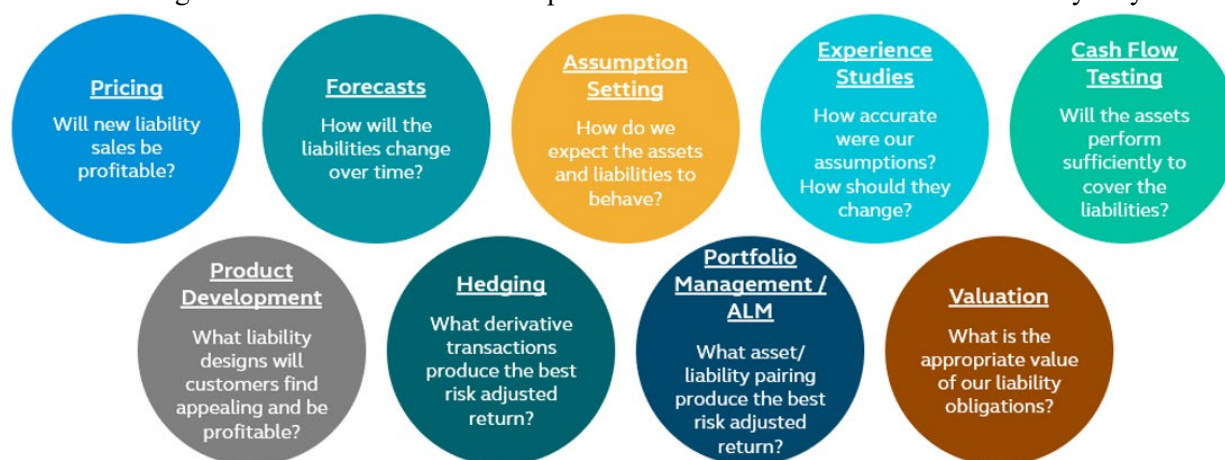 Pricing
Will new liability
sales be
profitable?
Forecasts
How will the
liabilities change
over time?
Assumption
Setting
How do we
expect the assets
and liabilities to
behave?
Experience
Studies
How accurate
were our
assumptions?
How should they
change?
Cash Flow
Testing
Will the assets
perform
sufficiently to
cover the
liabilities?
Product
Development
What liability
designs will
customers find
appealing and be
profitable?
Hedging
What derivative
transactions
produce the best
risk adjusted
return?
Portfolio
Management /
ALM
What asset/
liability pairing
produce the best
risk adjusted
return?
Valuation
What is the
appropriate value
of our liability
obligations?